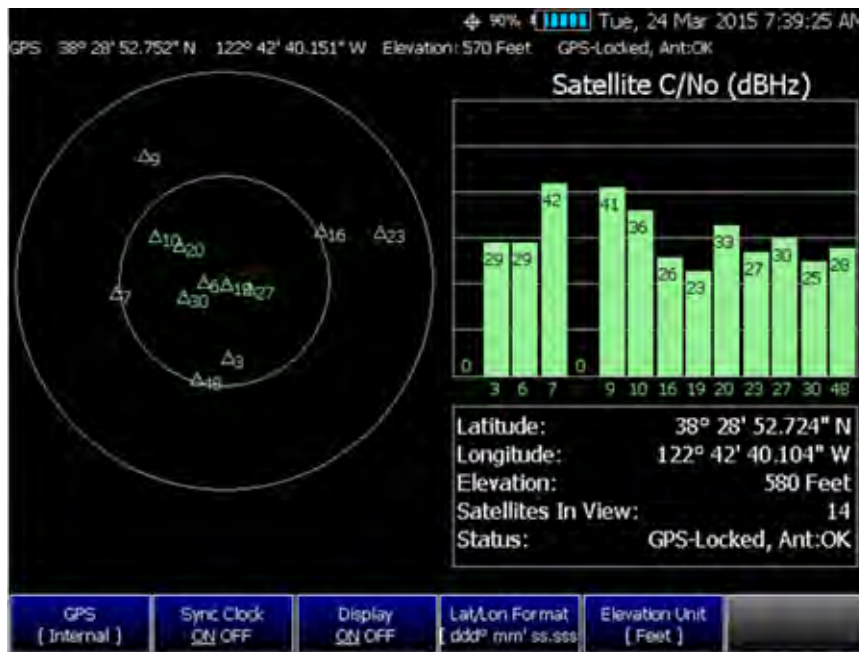 90% Tue, 24 Mar 2015 7:39:25 AM
GPS 38º 28' 52.752" N 122º 42' 40.151" W Elevation: 570 Feet GPS-Locked, Ant:OK
Satellite C/No (dBHz)
9
10
20
16
23
7
6
19
27
30
3
48
0 29 29 42 0 41 36 26 23 33 27 30 25 28
3 6 7 9 10 16 19 20 23 27 30 48
Latitude: 38º 28' 52.724" N
Longitude: 122º 42' 40.104" W
Elevation: 580 Feet
Satellites In View: 14
Status: GPS-Locked, Ant:OK
GPS
[ Internal ]
Sync Clock
ON OFF
Display
ON OFF
Lat/Lon Format
[ dddº mm' ss.sss
Elevation Unit
[ Feet ]